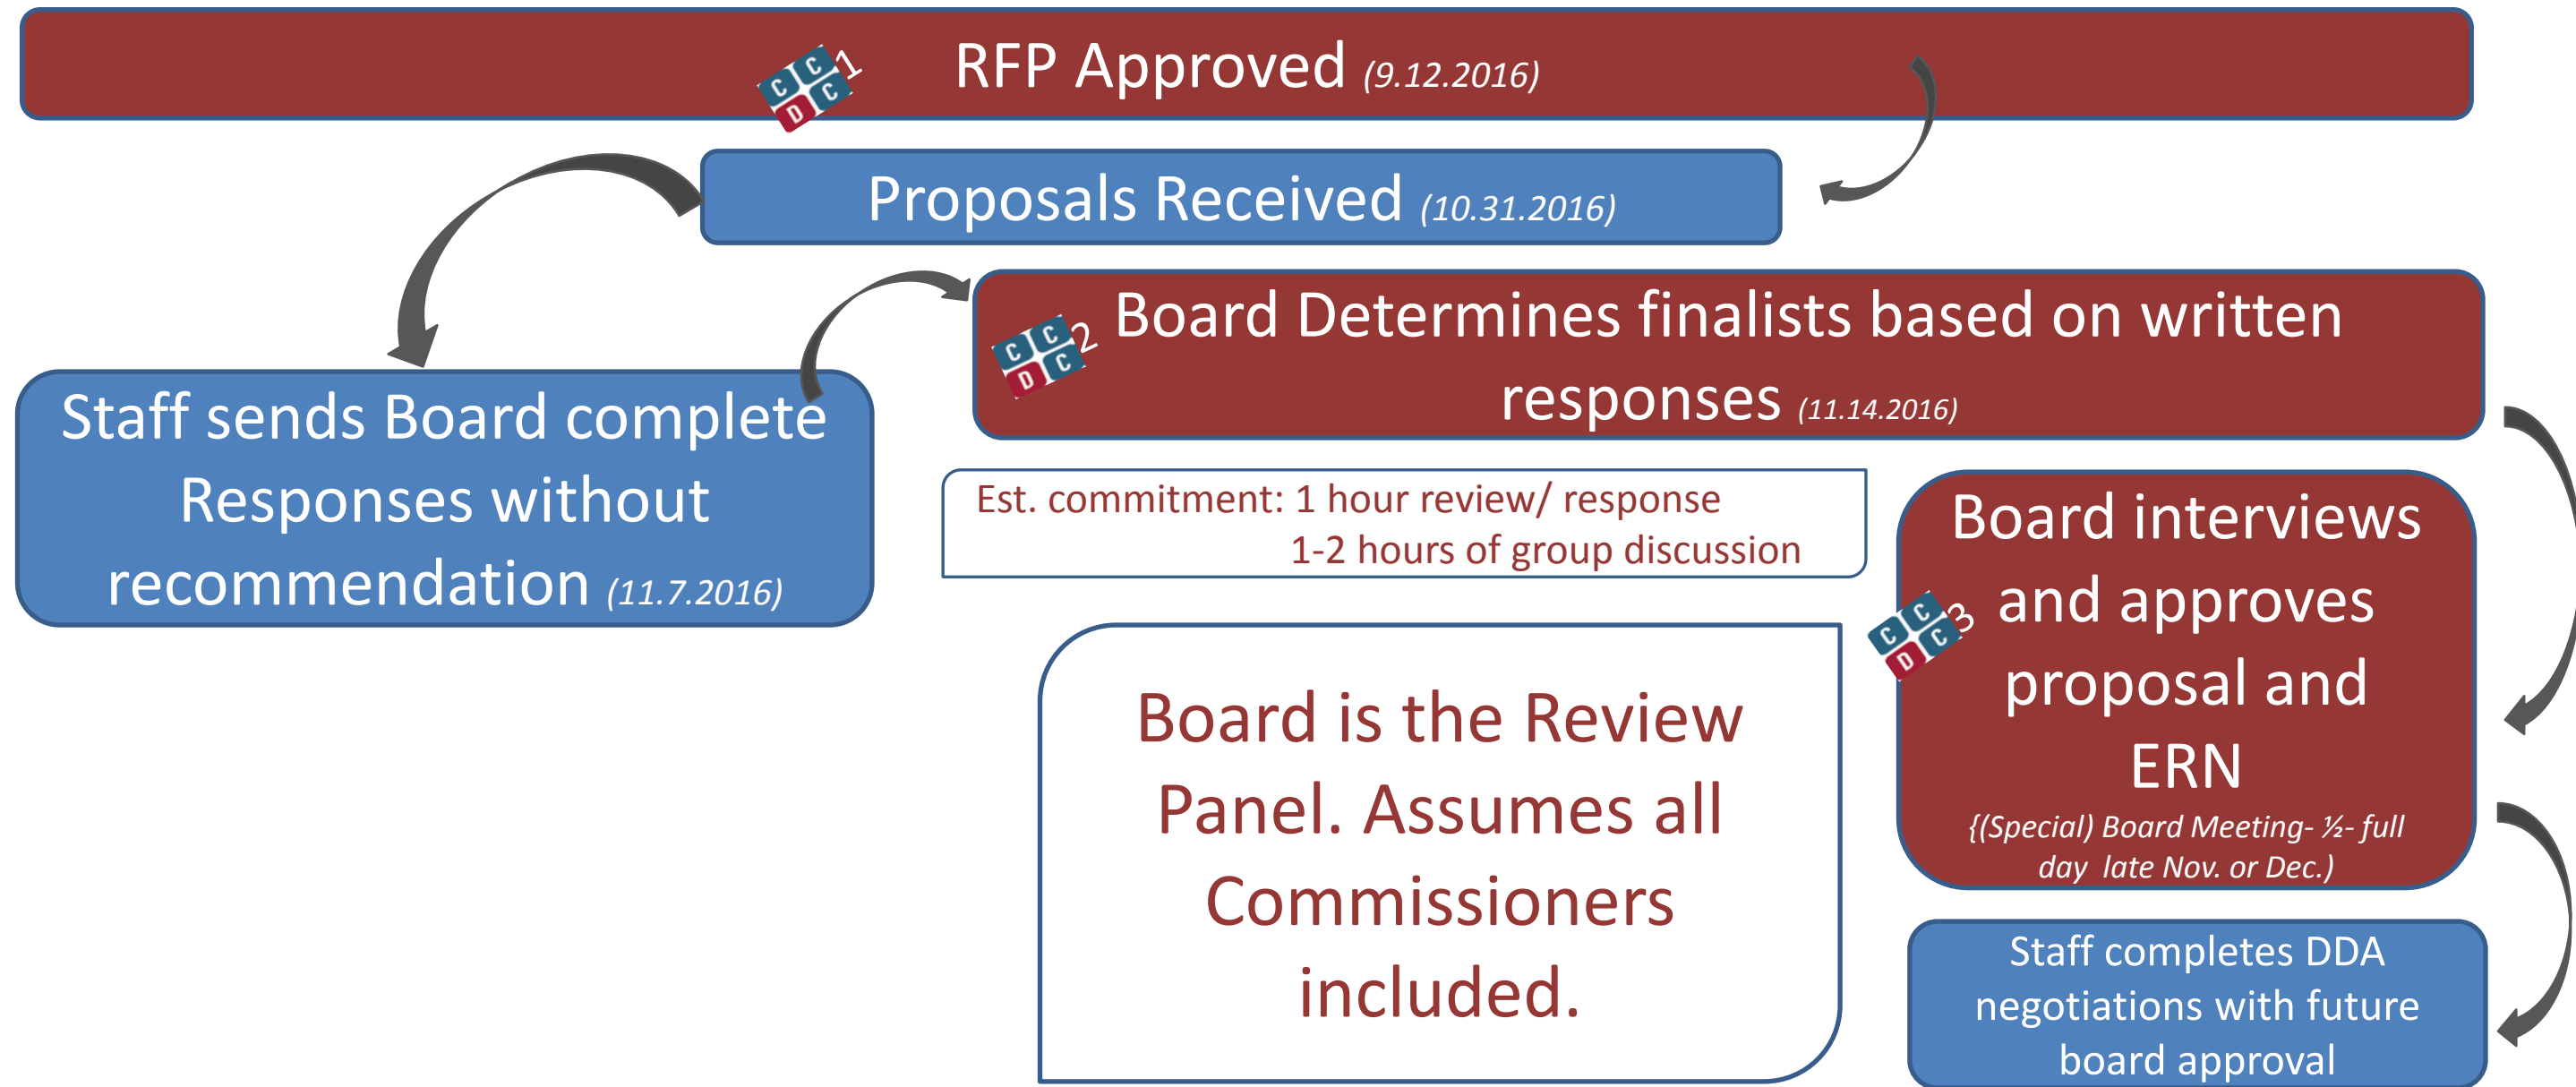 RFP Approved (9.12.2016)
C C 1
D C
Proposals Received (10.31.2016)
Staff sends Board complete
Responses without
recommendation (11.7.2016)
C C 2
D C
Board Determines finalists based on written
responses (11.14.2016)
Est. commitment: 1 hour review/ response
1-2 hours of group discussion
Board is the Review
Panel. Assumes all
Commissioners
included.
C C 3
D C
Board interviews
and approves
proposal and
ERN
{(Special) Board Meeting- ½- full
day late Nov. or Dec.)
Staff completes DDA
negotiations with future
board approval